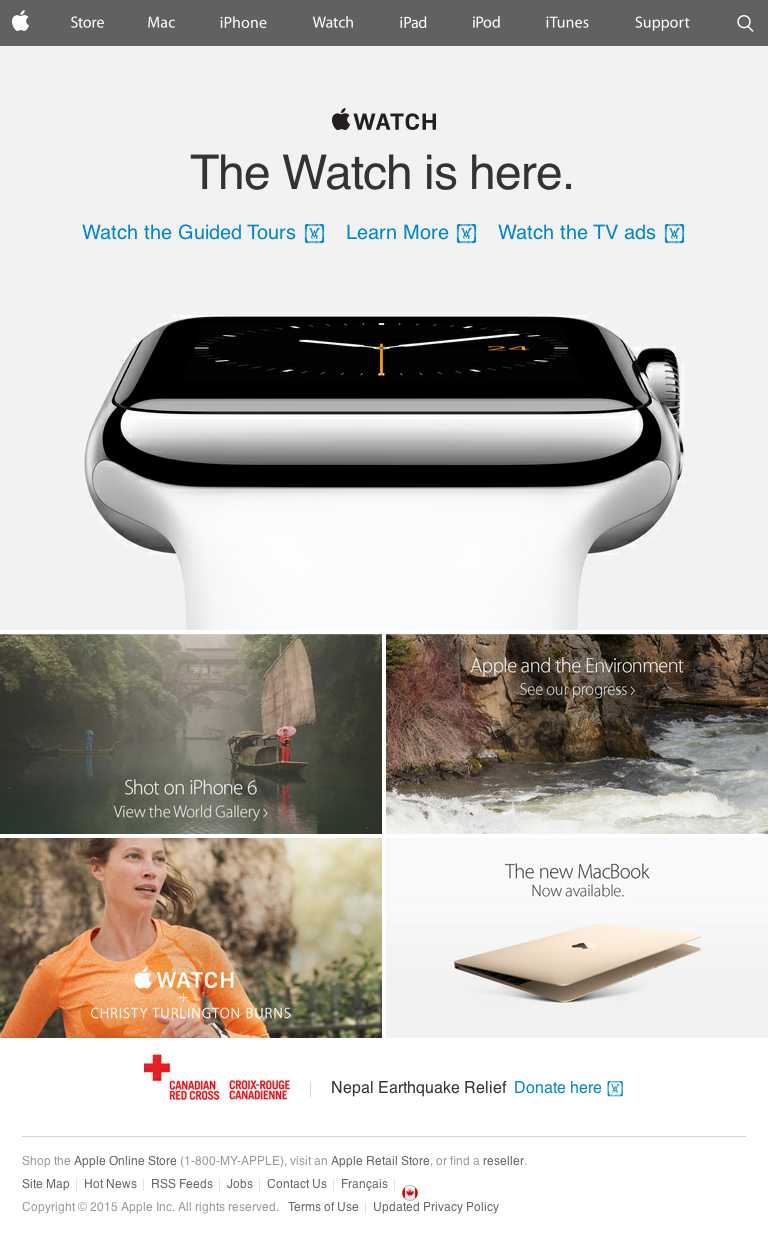 Store Mac iPhone Watch iPad iPod iTunes Support
WATCH
The Watch is here.
Watch the Guided Tours Learn More Watch the TV ads
24
Shot on iPhone 6
View the World Gallery >
Apple and the Environment
See our progress >
WATCH
+
CHRISTY TURLINGTON BURNS
The new MacBook
Now available.
CANADIAN CROIX-ROUGE
RED CROSS CANADIENNE
Nepal Earthquake Relief Donate here
Shop the Apple Online Store (1-800-MY-APPLE), visit an Apple Retail Store, or find a reseller.
Site Map | Hot News | RSS Feeds | Jobs | Contact Us | Français |
Copyright © 2015 Apple Inc. All rights reserved. Terms of Use | Updated Privacy Policy